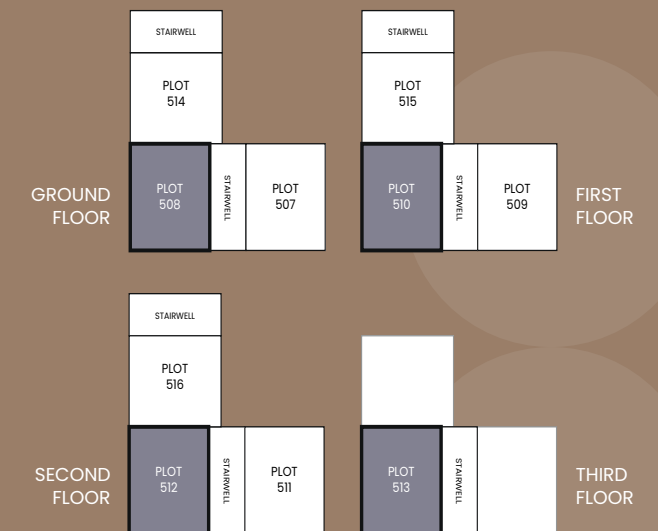 STAIRWELL
PLOT
514
GROUND
FLOOR
PLOT
508
STAIRWELL
PLOT
507
STAIRWELL
PLOT
515
PLOT
510
STAIRWELL
PLOT
509
FIRST
FLOOR
STAIRWELL
PLOT
516
SECOND
FLOOR
PLOT
512
STAIRWELL
PLOT
511
PLOT
513
STAIRWELL
THIRD
FLOOR